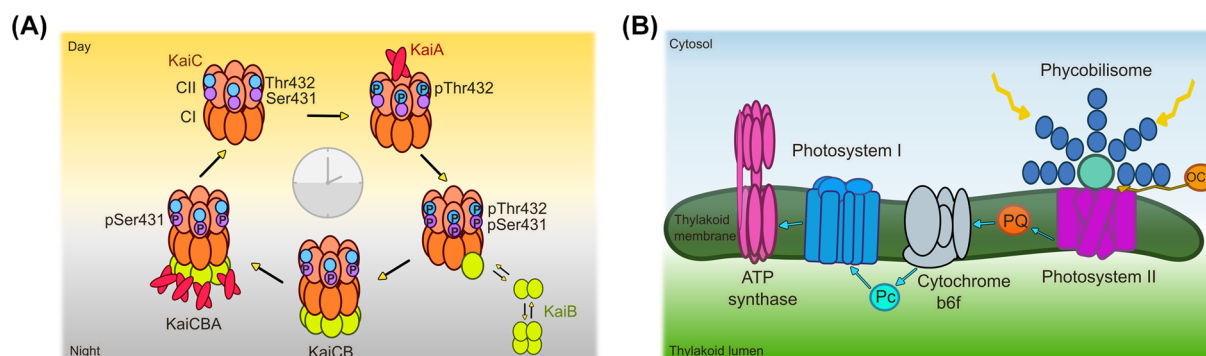 (A)
Day
KaiC
CII
CI
Thr432
Ser431
KaiA
P
P
P
pThr432
pThr432
pSer431
P
P
P
P
P
P
KaiB
KaiCB
P
P
P
pSer431
P
P
P
KaiCBA
Night
(B)
Cytosol
Phycobilisome
Photosystem I
OC
Thylakoid
membrane
PQ
ATP
synthase
Pc
Cytochrome
b6f
Photosystem II
Thylakoid lumen